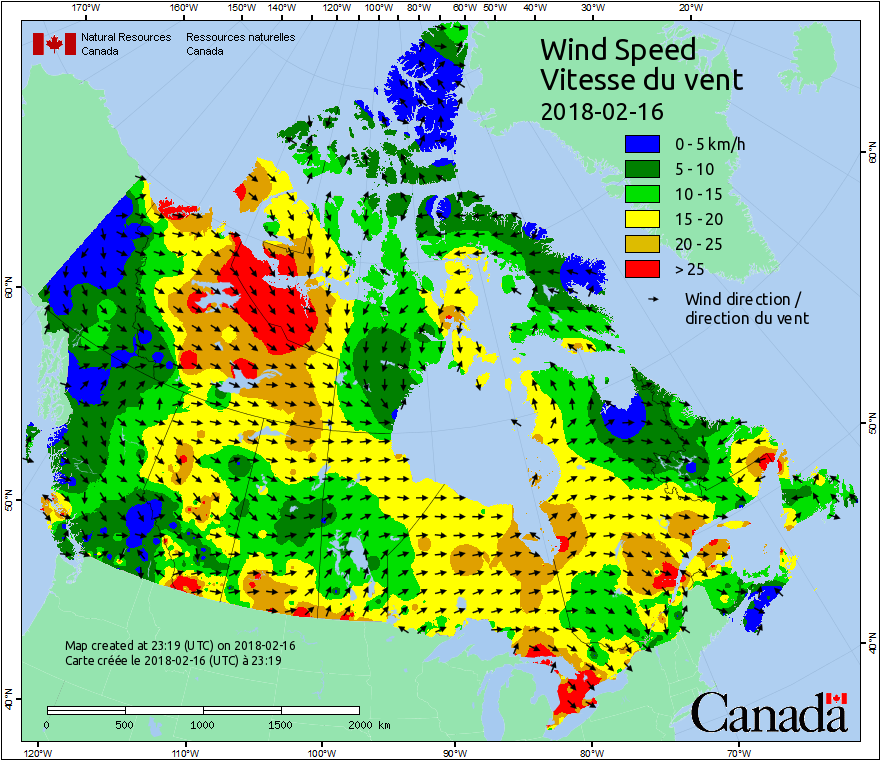 170°W 160°W 150°W 140°W 130°W 120°W 110°W 100°W 90°W 80°W 70°W 60°W 50°W 40°W 30°W 20°W
Natural Resources Canada
Ressources naturelles Canada
Wind Speed
Vitesse du vent
2018-02-16
0 - 5 km/h
5 - 10
10 - 15
15 - 20
20 - 25
> 25
Wind direction /
direction du vent
60°N
50°N
40°N
60°N
50°N
40°N
Map created at 23:19 (UTC) on 2018-02-16
Carte créée le 2018-02-16 (UTC) à 23:19
0 500 1000 1500 2000 km
Canada
120°W 110°W 100°W 90°W 80°W 70°W